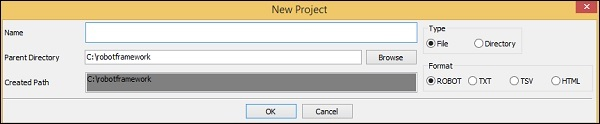 New Project
Name
Parent Directory C:\robotframework Browse
Created Path C:\robotframework
Type
File Directory
Format
ROBOT TXT TSV HTML
OK Cancel